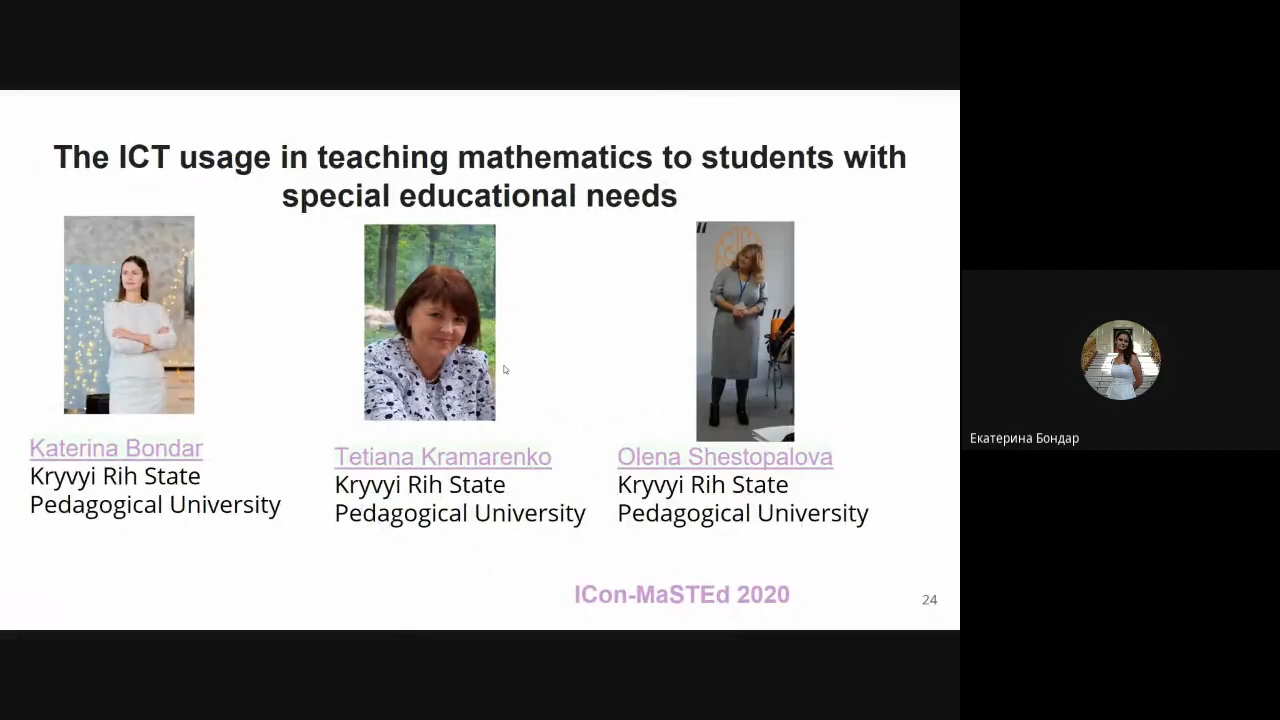 The ICT usage in teaching mathematics to students with
special educational needs
Katerina Bondar
Kryvyi Rih State
Pedagogical University
Tetiana Kramarenko
Kryvyi Rih State
Pedagogical University
Olena Shestopalova
Kryvyi Rih State
Pedagogical University
ICon-MaSTEd 2020
24
Екатерина Бондар